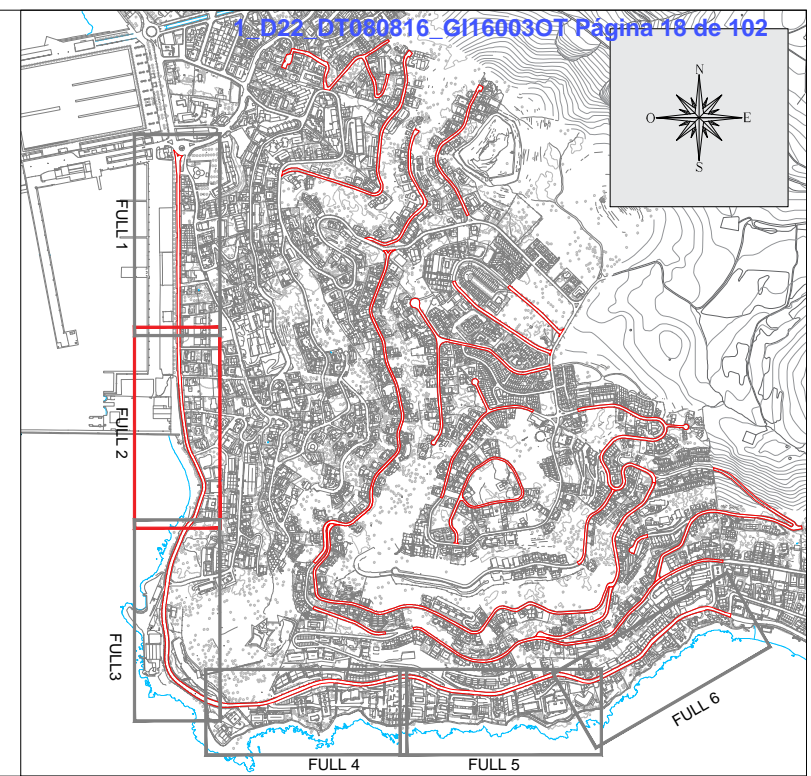 1_D22_DT080816_GI16003OT Página 18 de 102
N
O
E
S
FULL 1
FULL 2
FULL3
FULL 4
FULL 5
FULL 6